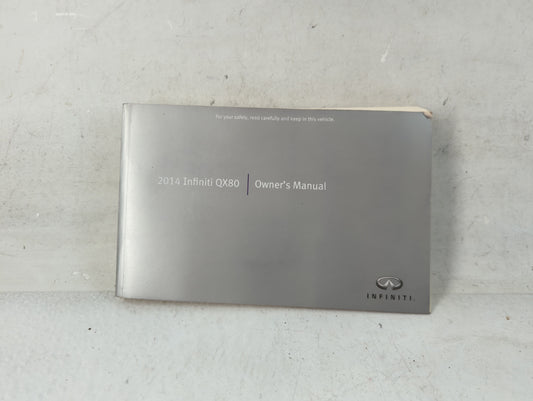 For your safety, read carefully and keep in this vehicle.
2014 Infiniti QX80 | Owner's Manual
INFINITI.